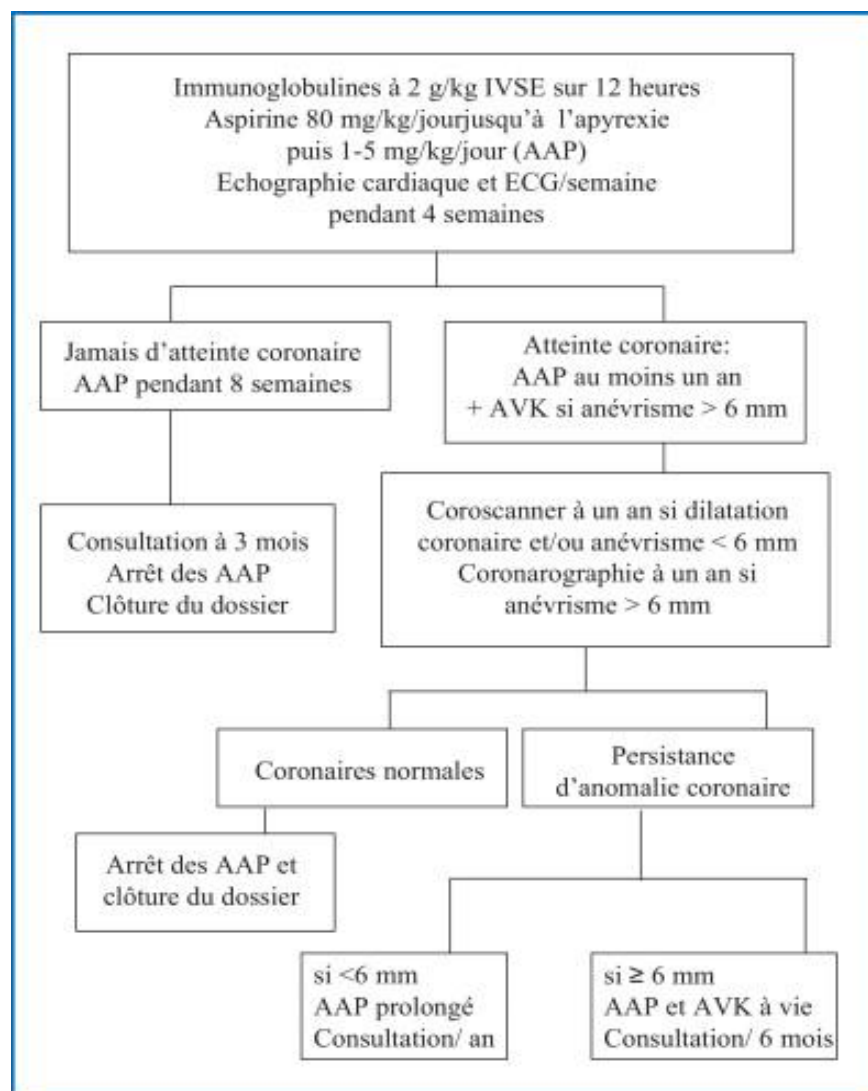 Immunoglobulines à 2 g/kg IVSE sur 12 heures
Aspirine 80 mg/kg/jourjusqu'à l'apyrexie
puis 1-5 mg/kg/jour (AAP)
Echographie cardiaque et ECG/semaine
pendant 4 semaines
Jamais d'atteinte coronaire
AAP pendant 8 semaines
Atteinte coronaire:
AAP au moins un an
+ AVK si anévrisme > 6 mm
Consultation à 3 mois
Arrêt des AAP
Clôture du dossier
Coroscanner à un an si dilatation
coronaire et/ou anévrisme < 6 mm
Coronarographie à un an si
anévrisme > 6 mm
Coronaires normales
Persistance
d'anomalie coronaire
Arrêt des AAP et
clôture du dossier
si <6 mm
AAP prolongé
Consultation/ an
si ≥ 6 mm
AAP et AVK à vie
Consultation/ 6 mois